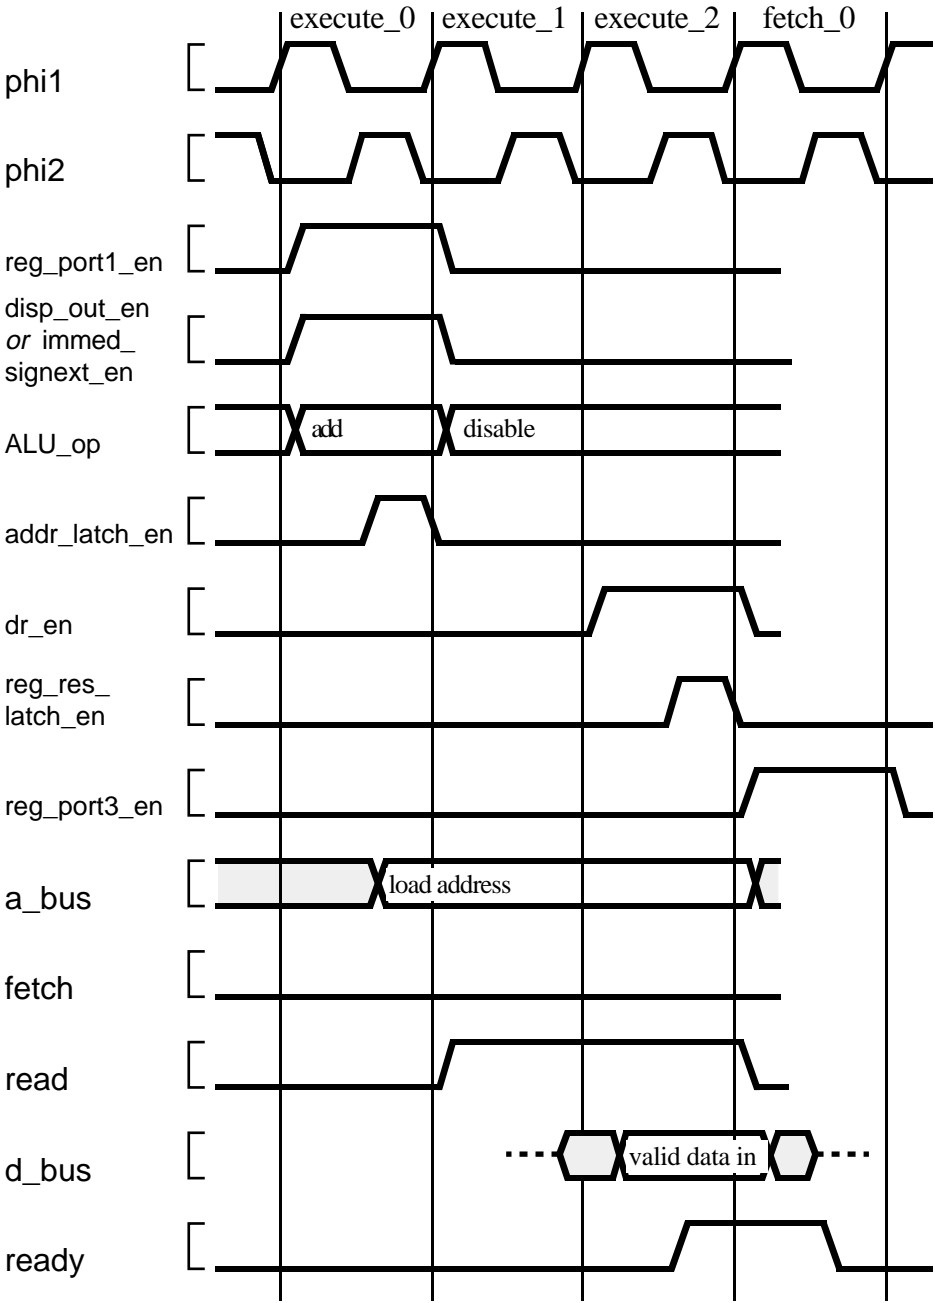 execute_0 execute_1 execute_2 fetch_0
phi1
phi2
reg_port1_en
disp_out_en
or immed_
signext_en
ALU_op add disable
addr_latch_en
dr_en
reg_res_
latch_en
reg_port3_en
a_bus load address
fetch
read
d_bus valid data in
ready